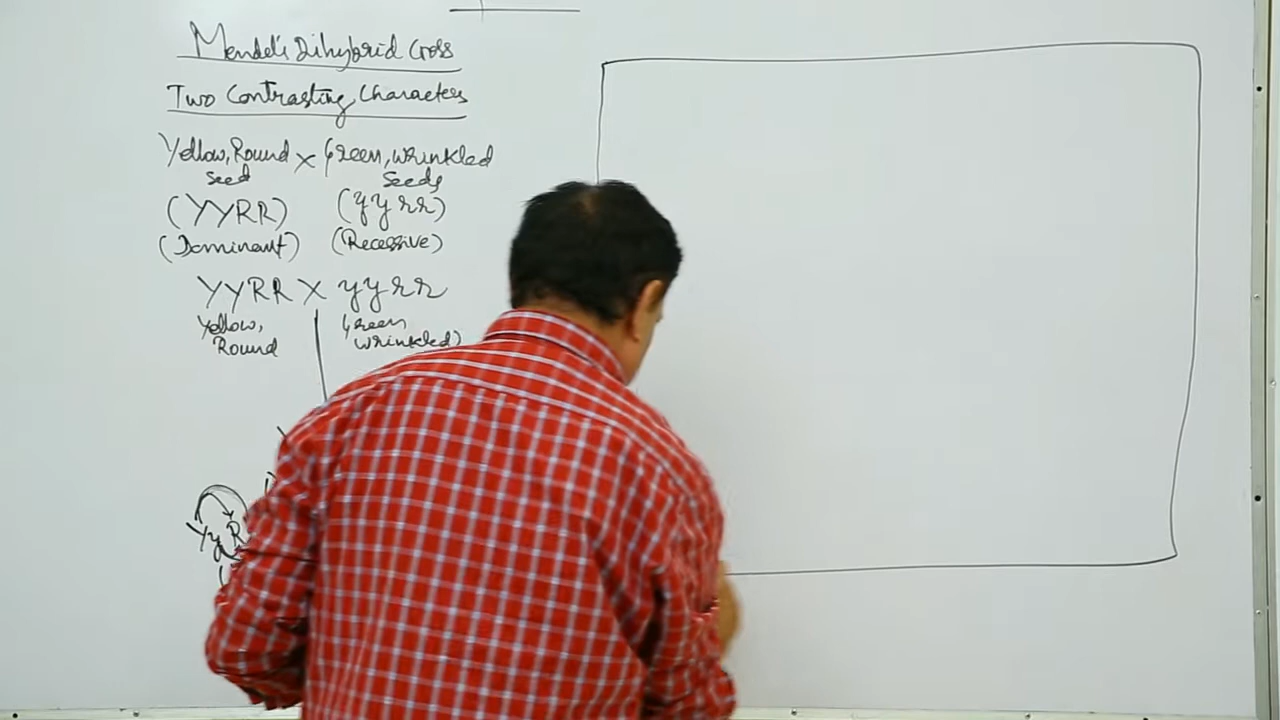 Mendel's Dihybrid Cross
Two Contrasting Characters
Yellow, Round × Green, wrinkled
seed Seeds
(YYRR) (yyrr)
(Dominant) (Recessive)
YYRR × yyrr
Yellow, Green
Round wrinkled)
YyR